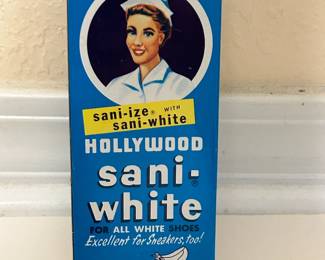 sani-ize® WITH
sani-white
HOLLYWOOD
sani-®
white
FOR ALL WHITE SHOES
Excellent for Sneakers, too!